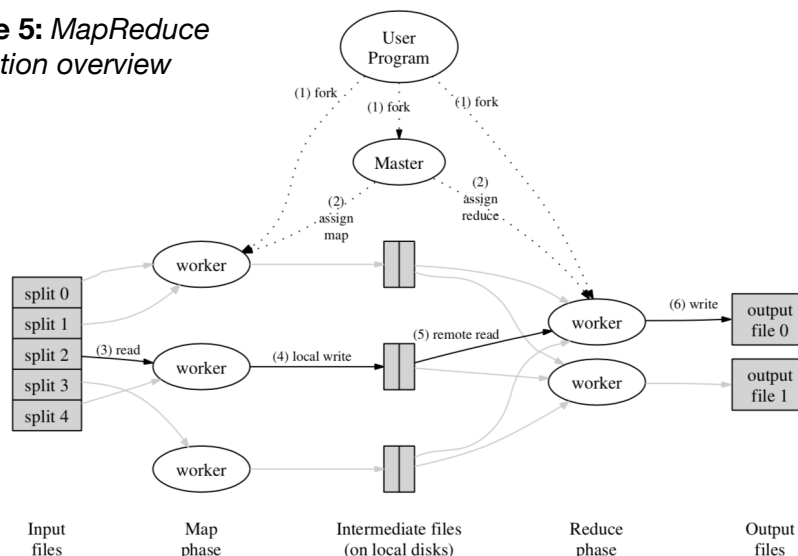 e 5: MapReduce
tion overview
User
Program
(1) fork
(1) fork
(1) fork
Master
(2)
assign
map
(2)
assign
reduce
worker
split 0
split 1
split 2
split 3
split 4
(3) read
worker
(4) local write
(5) remote read
worker
(6) write
output
file 0
worker
output
file 1
worker
Input
files
Map
phase
Intermediate files
(on local disks)
Reduce
phase
Output
files